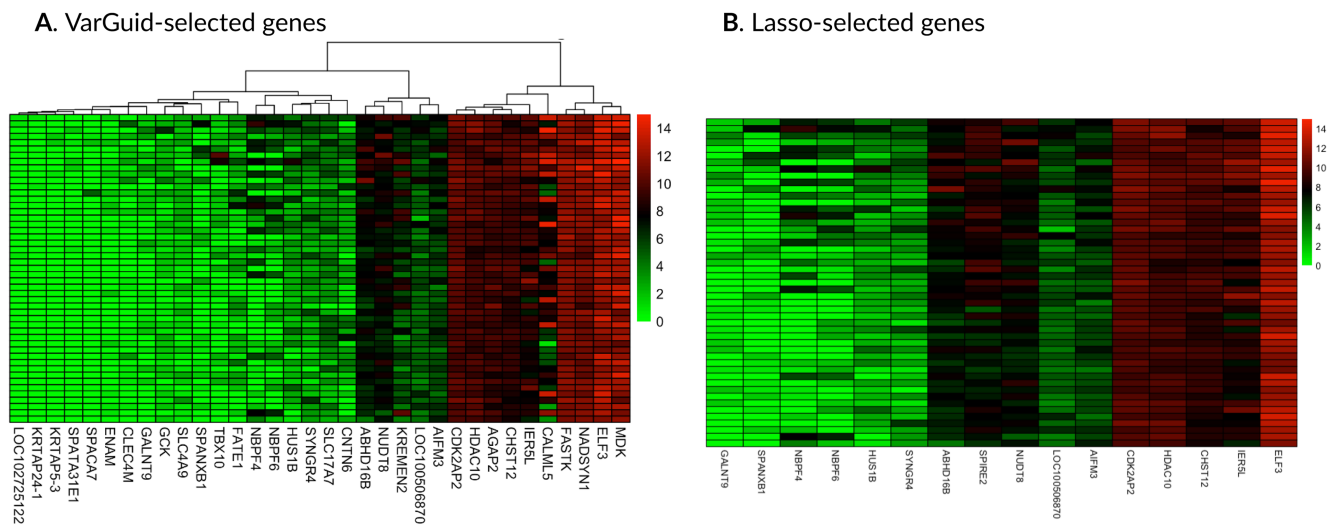 A. VarGuid-selected genes
14
12
10
8
6
4
2
0
LOC102725122
KRTAP24-1
KRTAP5-3
SPATA31E1
SPACA7
ENAM
CLEC4M
GALNT9
GCK
SLC4A9
SPANXB1
TBX10
FATE1
NBPF4
NBPF6
HUS1B
SYNGR4
SLC17A7
CNTN6
ABHD16B
NUDT8
KREMEN2
LOC100506870
AIFM3
CDK2AP2
HDAC10
AGAP2
CHST12
IER5L
CALML5
FASTK
NADSYN1
ELF3
MDK
B. Lasso-selected genes
14
12
10
8
6
4
2
0
GALNT9
SPANXB1
NBPF4
NBPF6
HUS1B
SYNGR4
ABHD16B
SPIRE2
NUDT8
LOC100506870
AIFM3
CDK2AP2
HDAC10
CHST12
IER5L
ELF3